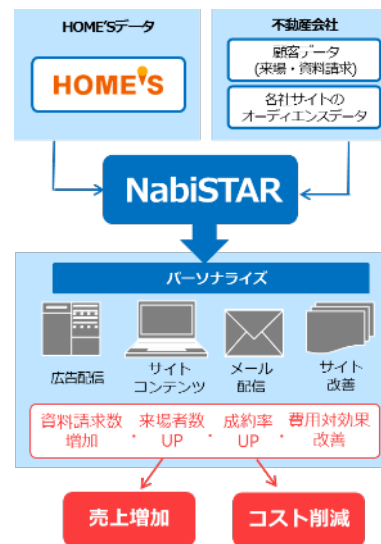 HOME'Sデータ
HOME'S
不動産会社
顧客データ
(来場・資料請求)
各社サイトの
オーディエンスデータ
NabiSTAR
パーソナライズ
広告配信
サイト
コンテンツ
メール
配信
サイト
改善
資料請求数
増加
・
来場者数
UP
・
成約率
UP
・
費用対効果
改善
売上増加
コスト削減